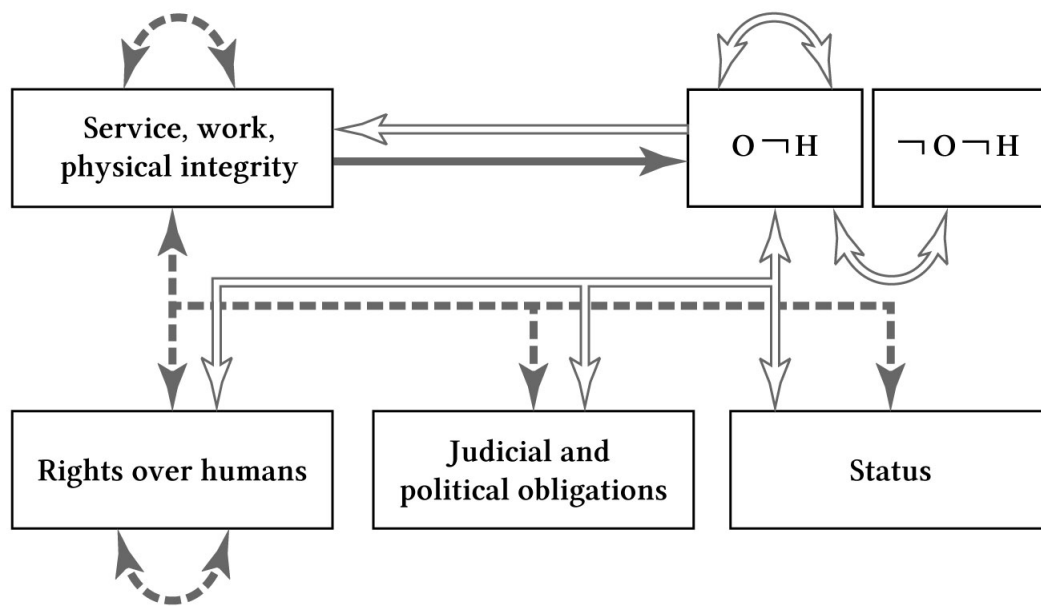 Service, work,
physical integrity
O ¬ H
¬ O ¬ H
Rights over humans
Judicial and
political obligations
Status